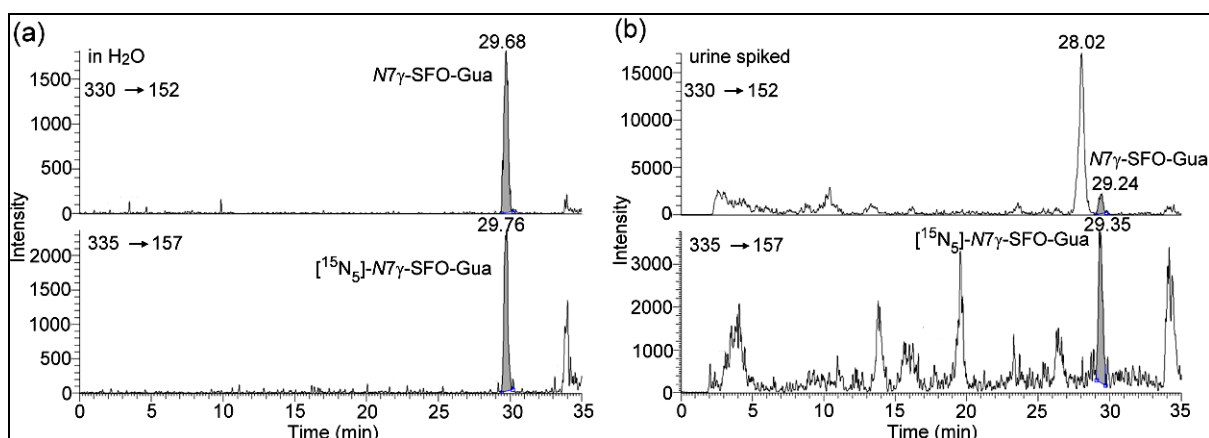 (a)
in H₂O
330 → 152
29.68
N7γ-SFO-Gua
1500
1000
500
0
Intensity
335 → 157
29.76
[¹⁵N₅]-N7γ-SFO-Gua
2000
1500
1000
500
0
0 5 10 15 20 25 30 35
Time (min)
(b)
urine spiked
330 → 152
28.02
N7γ-SFO-Gua
29.24
15000
10000
5000
0
Intensity
335 → 157
29.35
[¹⁵N₅]-N7γ-SFO-Gua
3000
2000
1000
0
0 5 10 15 20 25 30 35
Time (min)